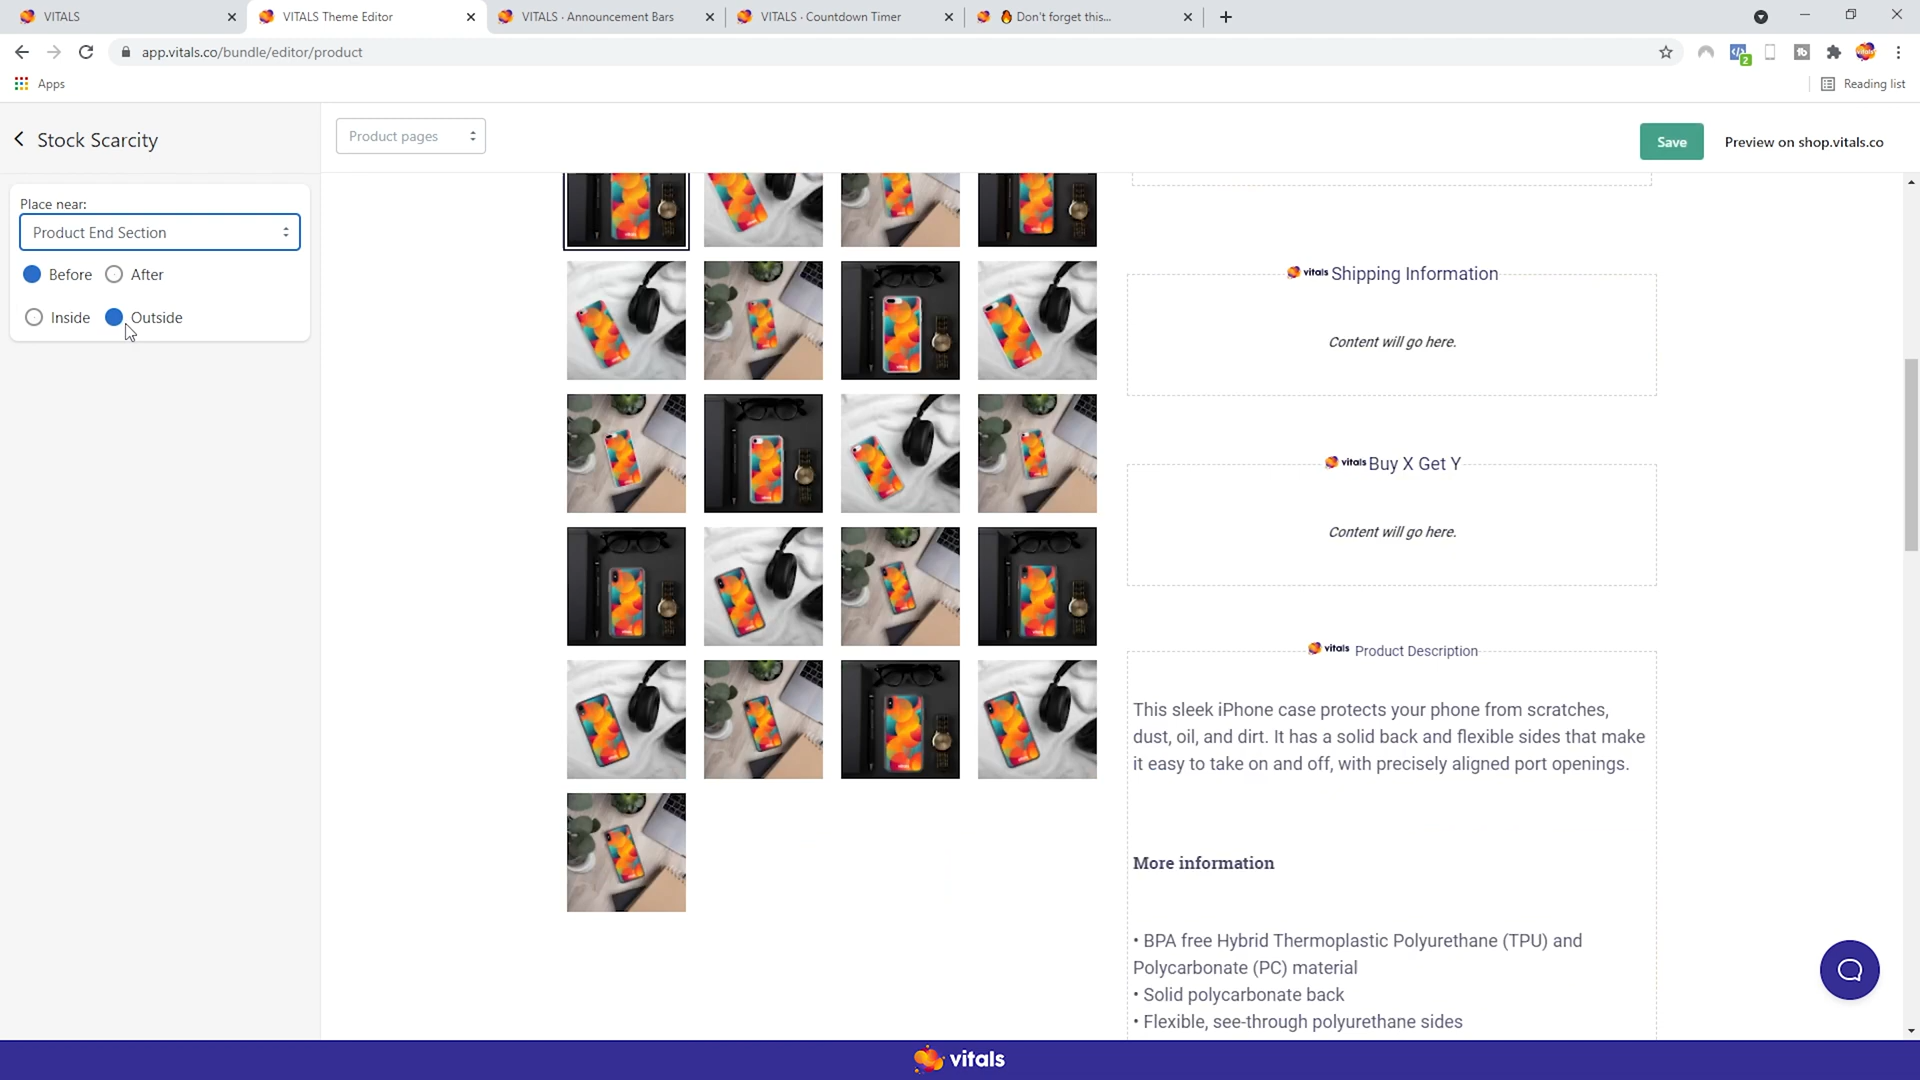 VITALS
VITALS Theme Editor
VITALS · Announcement Bars
VITALS · Countdown Timer
🔥 Don't forget this...
app.vitals.co/bundle/editor/product
2
Apps
Reading list
Stock Scarcity
Product pages
Save
Preview on shop.vitals.co
Place near:
Product End Section
Before
After
Inside
Outside
vitals Shipping Information
Content will go here.
vitals Buy X Get Y
Content will go here.
vitals Product Description
This sleek iPhone case protects your phone from scratches,
dust, oil, and dirt. It has a solid back and flexible sides that make
it easy to take on and off, with precisely aligned port openings.
More information
• BPA free Hybrid Thermoplastic Polyurethane (TPU) and
Polycarbonate (PC) material
• Solid polycarbonate back
• Flexible, see-through polyurethane sides
vitals